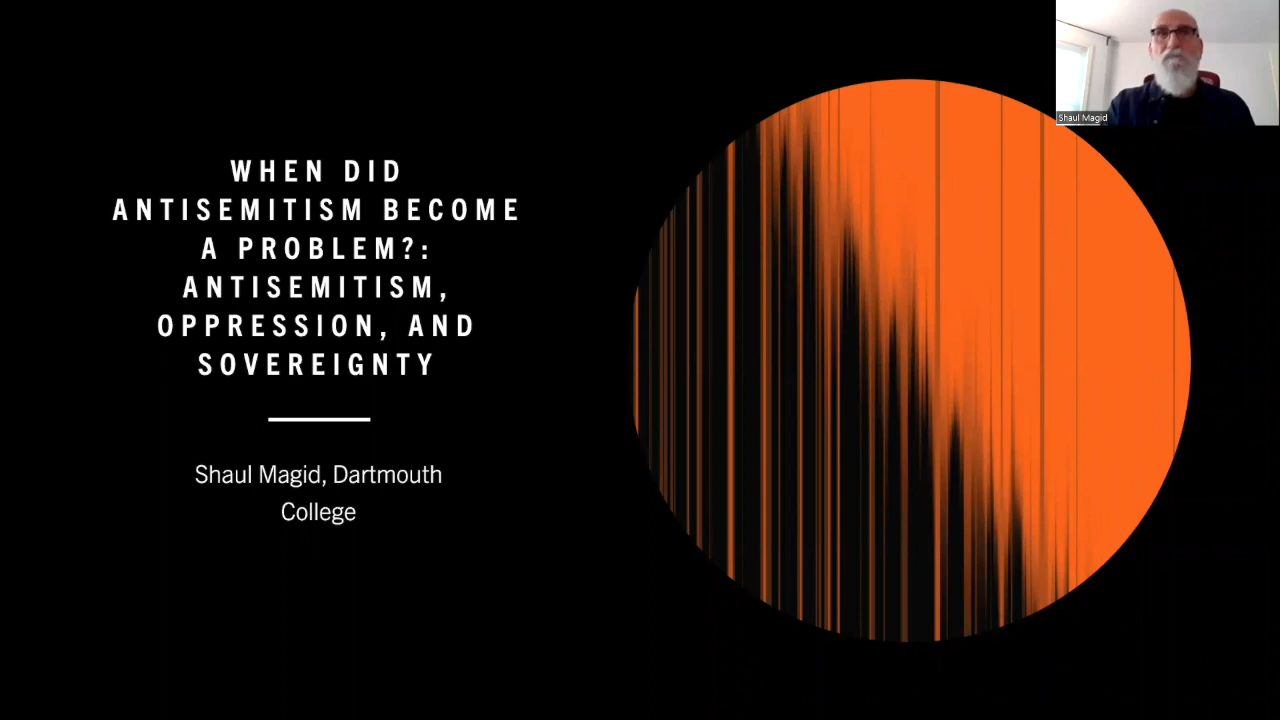 WHEN DID
ANTISEMITISM BECOME
A PROBLEM?:
ANTISEMITISM,
OPPRESSION, AND
SOVEREIGNTY
Shaul Magid, Dartmouth
College
Shaul Magid